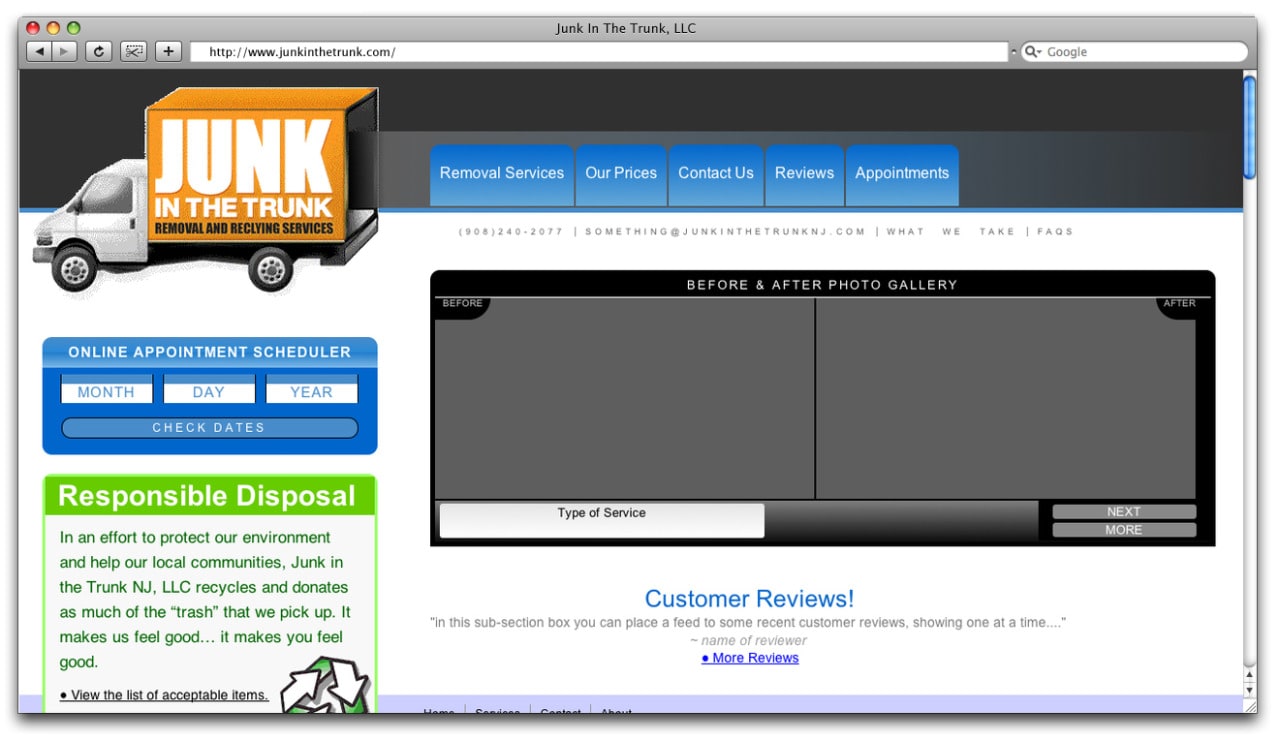 Junk In The Trunk, LLC
http://www.junkinthetrunk.com/
Google
JUNK
IN THE TRUNK
REMOVAL AND RECLYING SERVICES
Removal Services
Our Prices
Contact Us
Reviews
Appointments
(908)240-2077 | SOMETHING@JUNKINTHETRUNKNJ.COM | WHAT WE TAKE | FAQS
BEFORE & AFTER PHOTO GALLERY
BEFORE
AFTER
Type of Service
NEXT
MORE
ONLINE APPOINTMENT SCHEDULER
MONTH
DAY
YEAR
CHECK DATES
Responsible Disposal
In an effort to protect our environment
and help our local communities, Junk in
the Trunk NJ, LLC recycles and donates
as much of the “trash” that we pick up. It
makes us feel good… it makes you feel
good.
● View the list of acceptable items.
Customer Reviews!
"in this sub-section box you can place a feed to some recent customer reviews, showing one at a time...."
~ name of reviewer
● More Reviews
Home | Services | Contact | About